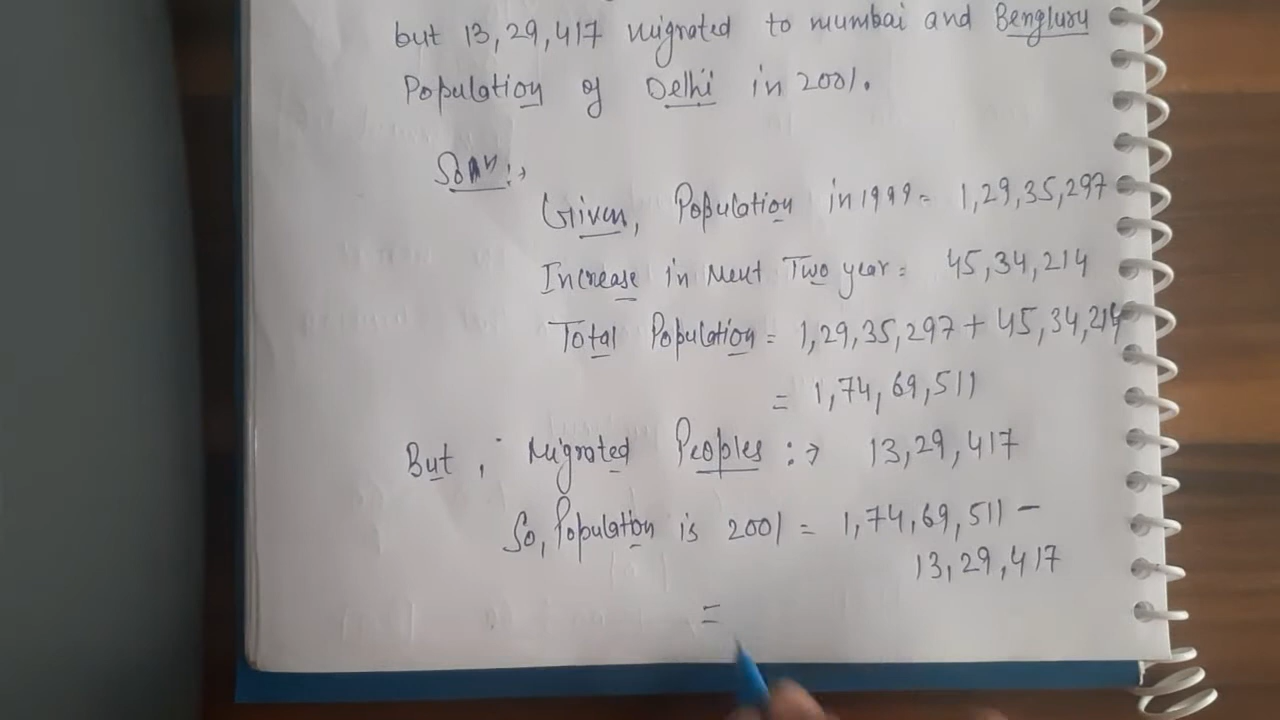 but 13,29,417 migrated to mumbai and Bengluru
Population of Delhi in 2001.
Given, Population in 1999 = 1,29,35,297
Increase in Next Two year = 45,34,214
Total Population = 1,29,35,297 + 45,34,214
= 1,74,69,511
But, Migrated Peoples :→ 13,29,417
So, Population is 2001 = 1,74,69,511 -
13,29,417
=